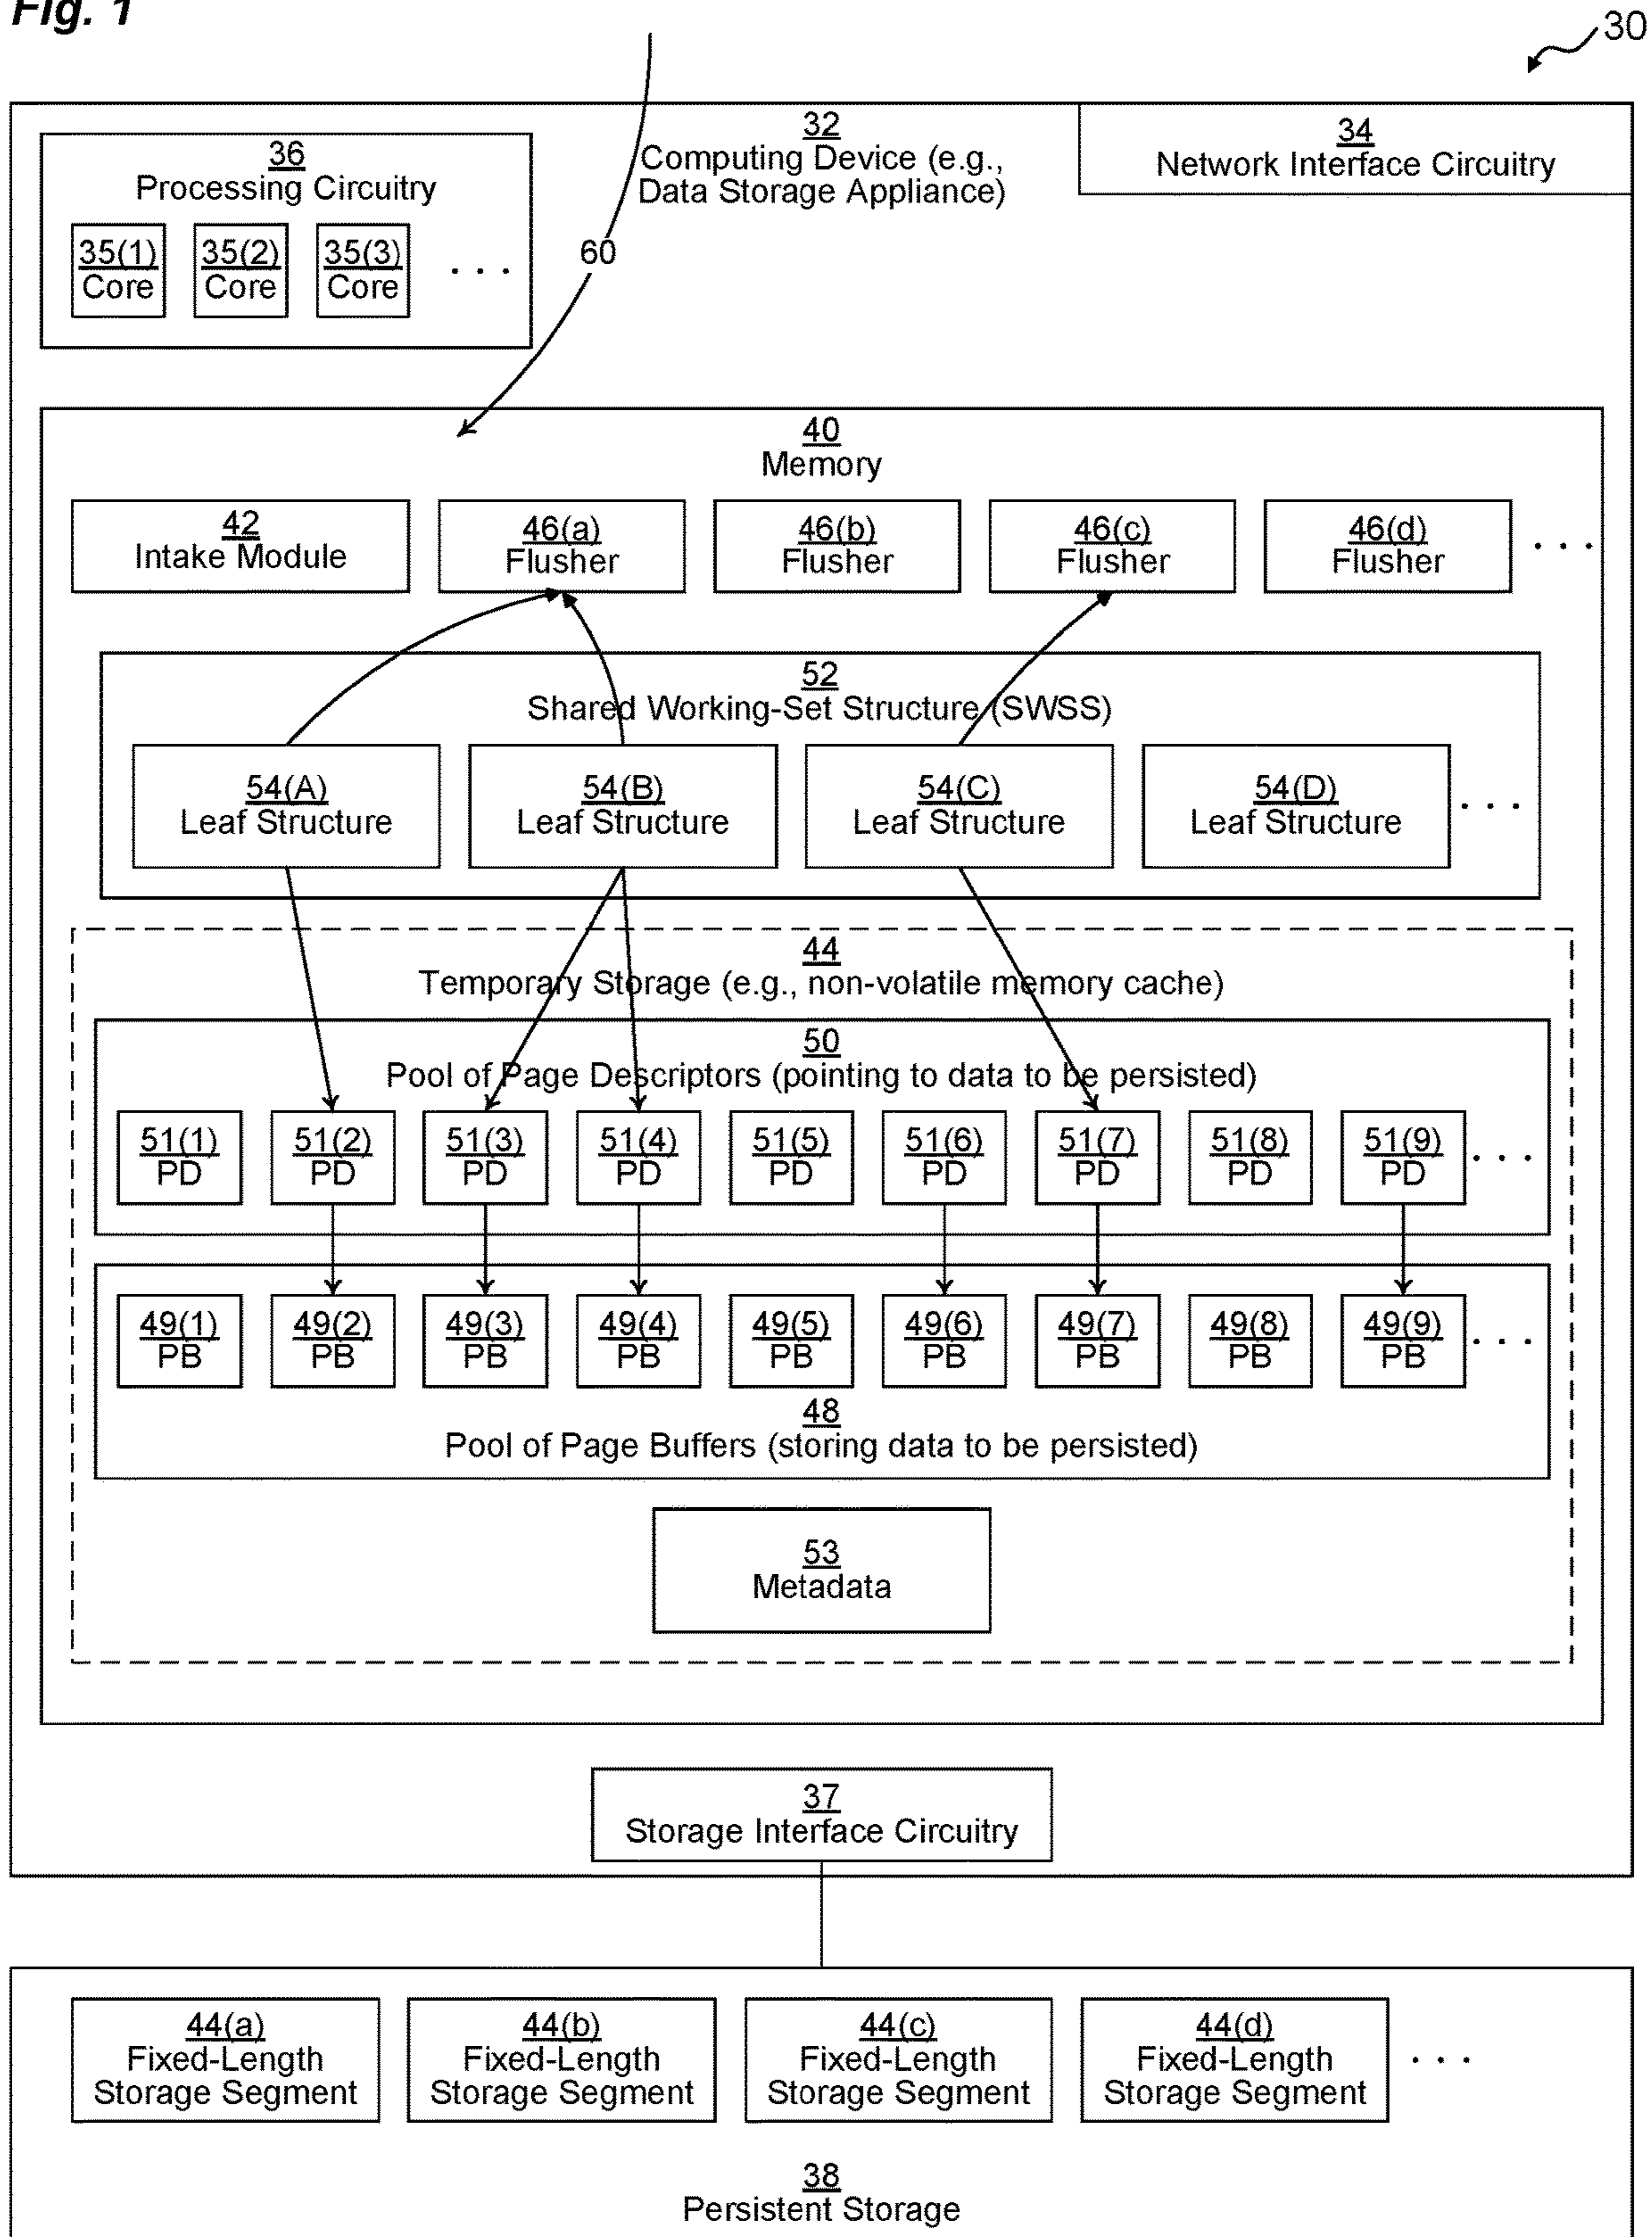 Fig. 1
30
32
Computing Device (e.g.,
Data Storage Appliance)
34
Network Interface Circuitry
36
Processing Circuitry
35(1)
Core
35(2)
Core
35(3)
Core
. . .
60
40
Memory
42
Intake Module
46(a)
Flusher
46(b)
Flusher
46(c)
Flusher
46(d)
Flusher
. . .
52
Shared Working-Set Structure (SWSS)
54(A)
Leaf Structure
54(B)
Leaf Structure
54(C)
Leaf Structure
54(D)
Leaf Structure
. . .
44
Temporary Storage (e.g., non-volatile memory cache)
50
Pool of Page Descriptors (pointing to data to be persisted)
51(1)
PD
51(2)
PD
51(3)
PD
51(4)
PD
51(5)
PD
51(6)
PD
51(7)
PD
51(8)
PD
51(9)
PD
. . .
49(1)
PB
49(2)
PB
49(3)
PB
49(4)
PB
49(5)
PB
49(6)
PB
49(7)
PB
49(8)
PB
49(9)
PB
. . .
48
Pool of Page Buffers (storing data to be persisted)
53
Metadata
37
Storage Interface Circuitry
44(a)
Fixed-Length
Storage Segment
44(b)
Fixed-Length
Storage Segment
44(c)
Fixed-Length
Storage Segment
44(d)
Fixed-Length
Storage Segment
. . .
38
Persistent Storage